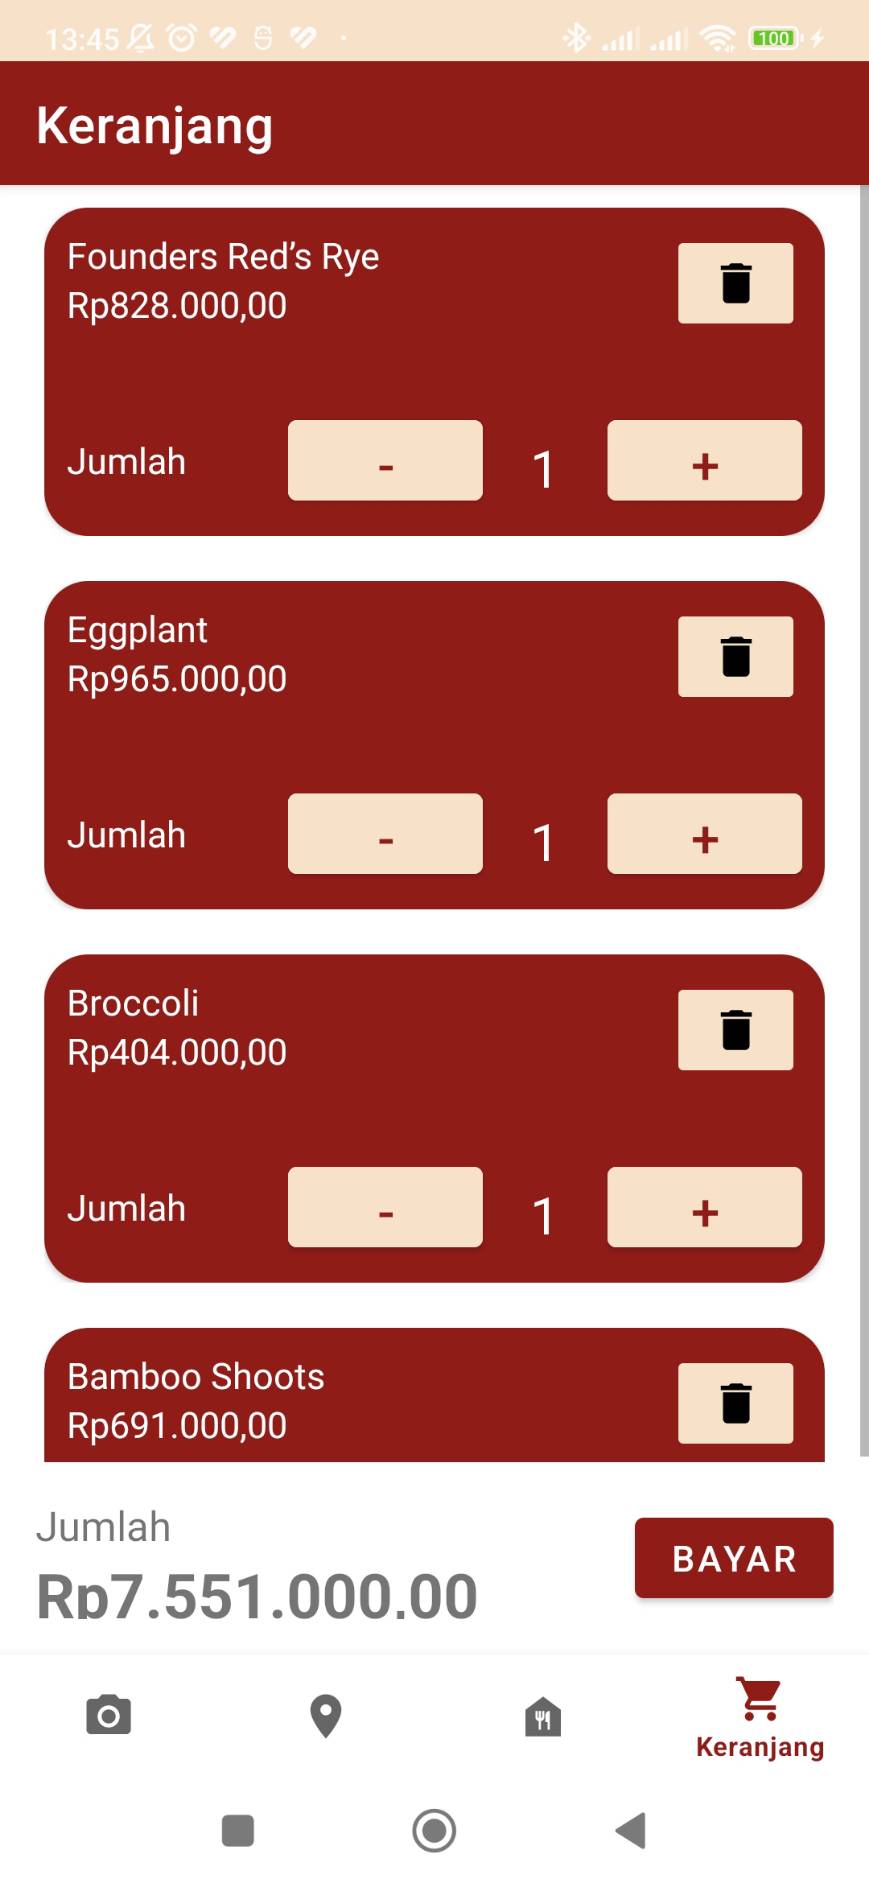 13:45
100
Keranjang
Founders Red’s Rye
Rp828.000,00
Jumlah
-
1
+
Eggplant
Rp965.000,00
Jumlah
-
1
+
Broccoli
Rp404.000,00
Jumlah
-
1
+
Bamboo Shoots
Rp691.000,00
Jumlah
Rp7.551.000,00
BAYAR
Keranjang